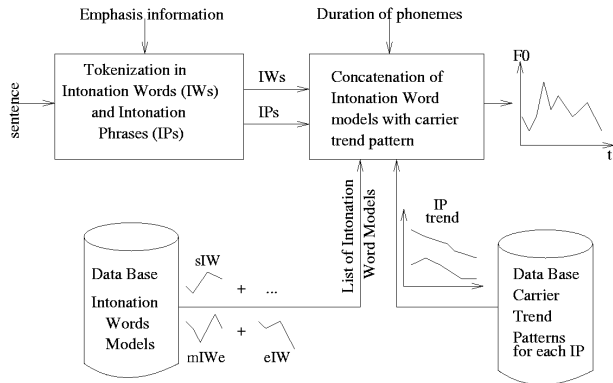 Emphasis information
Duration of phonemes
sentence
Tokenization in
Intonation Words (IWs)
and Intonation
Phrases (IPs)
IWs
IPs
Concatenation of
Intonation Word
models with carrier
trend pattern
F0
t
List of Intonation
Word Models
IP
trend
Data Base
Intonation
Words
Models
sIW
+ ...
+
mIWe eIW
Data Base
Carrier
Trend
Patterns
for each IP